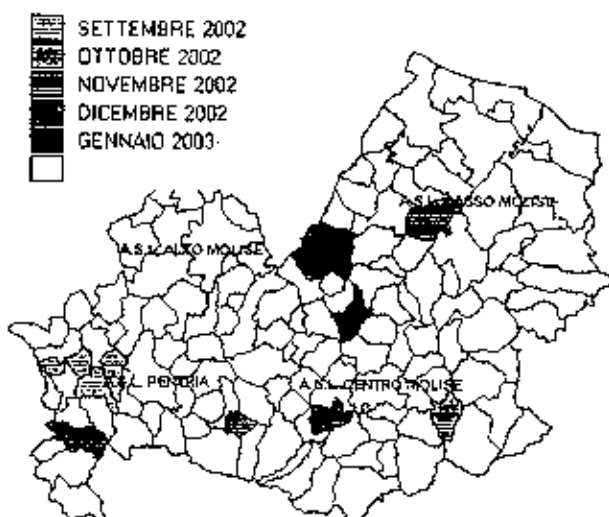 SETTEMBRE 2002
OTTOBRE 2002
NOVEMBRE 2002
DICEMBRE 2002
GENNAIO 2003
A.S.L. BASSO MOLISE
A.S.L. ALTO MOLISE
A.S.L. PENTRIA
A.S.L. CENTRO MOLISE